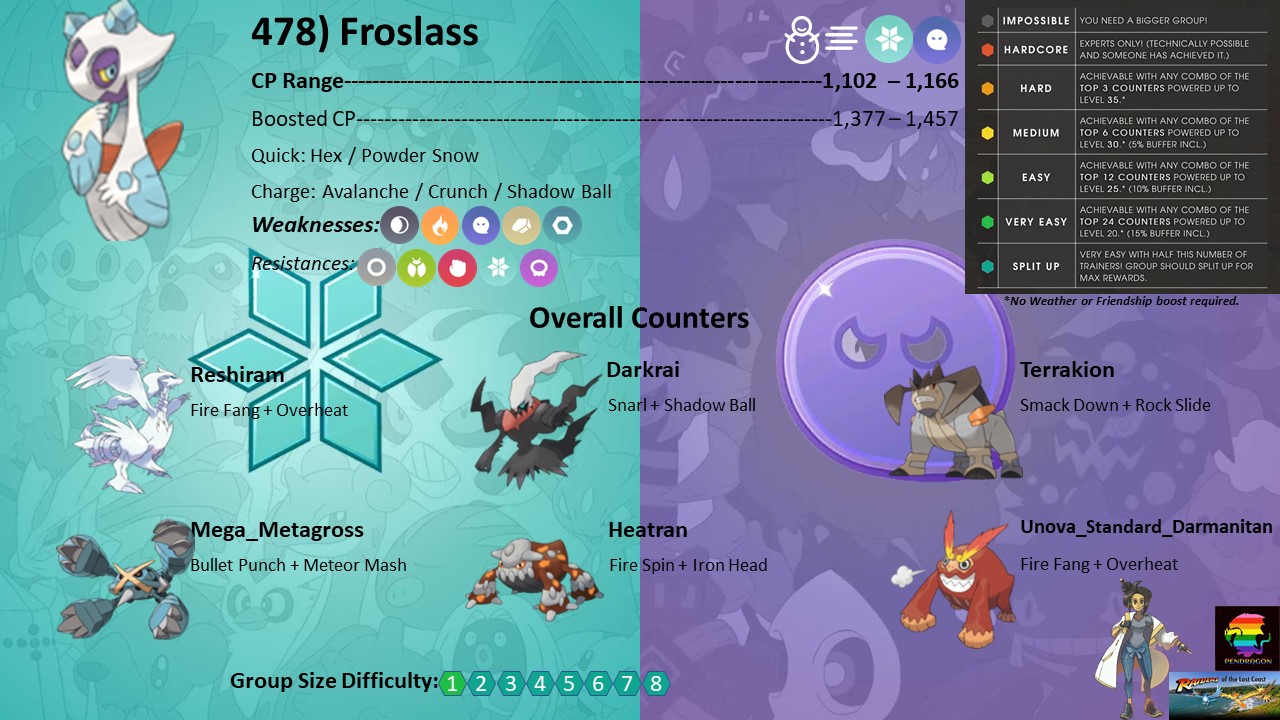 478) Froslass
CP Range--------------------------------------------------------------------1,102 – 1,166
Boosted CP--------------------------------------------------------------------1,377 – 1,457
Quick: Hex / Powder Snow
Charge: Avalanche / Crunch / Shadow Ball
Weaknesses:
Resistances:
IMPOSSIBLE YOU NEED A BIGGER GROUP!
HARDCORE EXPERTS ONLY! (TECHNICALLY POSSIBLE
AND SOMEONE HAS ACHIEVED IT.)
HARD ACHIEVABLE WITH ANY COMBO OF THE
TOP 3 COUNTERS POWERED UP TO
LEVEL 35.*
MEDIUM ACHIEVABLE WITH ANY COMBO OF THE
TOP 6 COUNTERS POWERED UP TO
LEVEL 30.* (5% BUFFER INCL.)
EASY ACHIEVABLE WITH ANY COMBO OF THE
TOP 12 COUNTERS POWERED UP TO
LEVEL 25.* (10% BUFFER INCL.)
VERY EASY ACHIEVABLE WITH ANY COMBO OF THE
TOP 24 COUNTERS POWERED UP TO
LEVEL 20.* (15% BUFFER INCL.)
SPLIT UP VERY EASY WITH HALF THIS NUMBER OF
TRAINERS! GROUP SHOULD SPLIT UP FOR
MAX REWARDS.
*No Weather or Friendship boost required.
Overall Counters
Reshiram
Fire Fang + Overheat
Darkrai
Snarl + Shadow Ball
Terrakion
Smack Down + Rock Slide
Mega_Metagross
Bullet Punch + Meteor Mash
Heatran
Fire Spin + Iron Head
Unova_Standard_Darmanitan
Fire Fang + Overheat
Group Size Difficulty: 1 2 3 4 5 6 7 8
PENDRAGON
RAIDERS of the Lost Coast